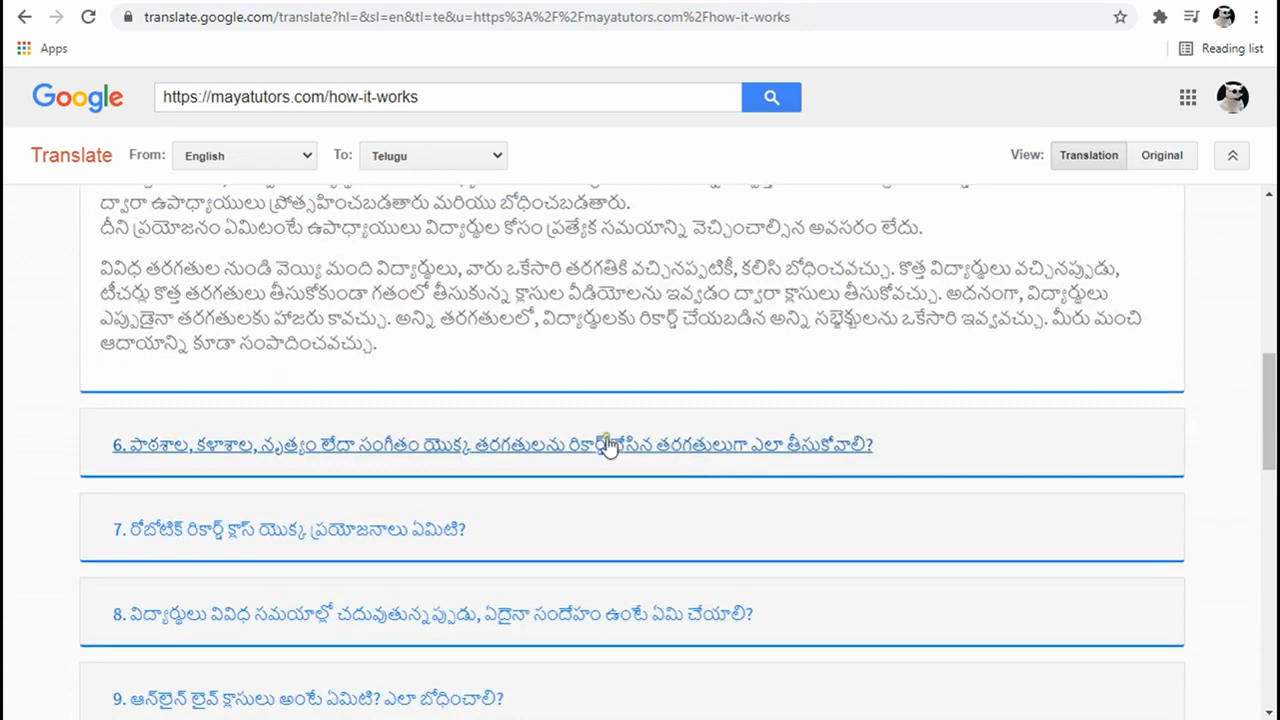 translate.google.com/translate?hl=&sl=en&tl=te&u=https%3A%2F%2Fmayatutors.com%2Fhow-it-works
Apps
Reading list
Google
https://mayatutors.com/how-it-works
Translate From: English To: Telugu View: Translation Original
ద్వారా ఉపాధ్యాయులు ప్రోత్సహించబడతారు మరియు బోధించబడతారు.
దీని ప్రయోజనం ఏమిటంటే ఉపాధ్యాయులు విద్యార్థుల కోసం ప్రత్యేక సమయాన్ని వెచ్చించాల్సిన అవసరం లేదు.
వివిధ తరగతుల నుండి వెయ్యి మంది విద్యార్థులు, వారు ఒకేసారి తరగతికి వచ్చినప్పటికీ, కలిసి బోధించవచ్చు. కొత్త విద్యార్థులు వచ్చినప్పుడు,
టీచర్లు కొత్త తరగతులు తీసుకోకుండా గతంలో తీసుకున్న క్లాసుల వీడియోలను ఇవ్వడం ద్వారా క్లాసులు తీసుకోవచ్చు. అదనంగా, విద్యార్థులు
ఎప్పుడైనా తరగతులకు హాజరు కావచ్చు. అన్ని తరగతులలో, విద్యార్థులకు రికార్డ్ చేయబడిన అన్ని సబ్జెక్టులను ఒకేసారి ఇవ్వవచ్చు. మీరు మంచి
ఆదాయాన్ని కూడా సంపాదించవచ్చు.
6. పాఠశాల, కళాశాల, నృత్యం లేదా సంగీతం యొక్క తరగతులను రికార్డ్ చేసిన తరగతులుగా ఎలా తీసుకోవాలి?
7. రోబోటిక్ రికార్డ్ క్లాస్ యొక్క ప్రయోజనాలు ఏమిటి?
8. విద్యార్థులు వివిధ సమయాల్లో చదువుతున్నప్పుడు, ఏదైనా సందేహం ఉంటే ఏమి చేయాలి?
9. ఆన్‌లైన్ లైవ్ క్లాసులు అంటే ఏమిటి? ఎలా బోధించాలి?